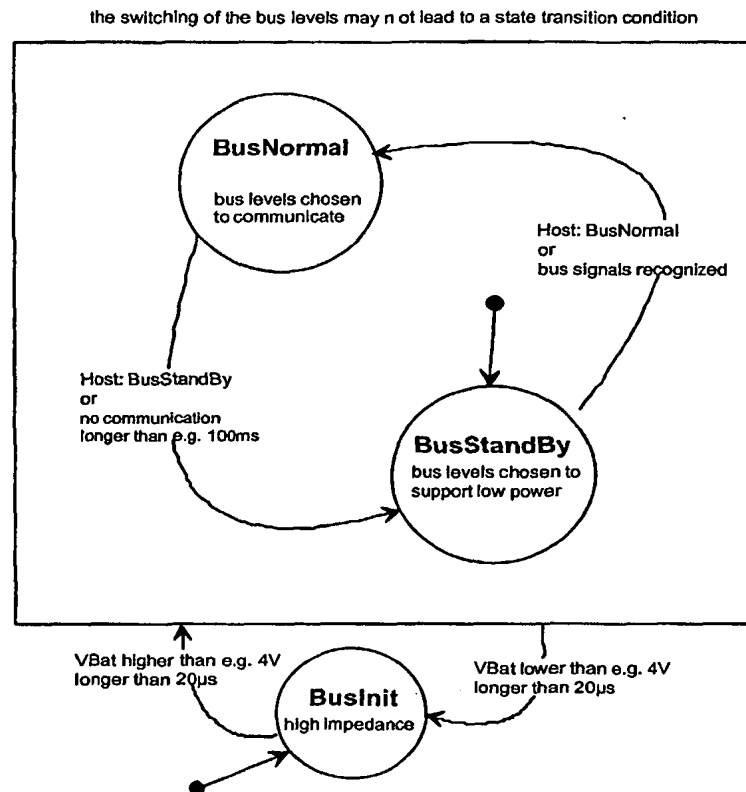 the switching of the bus levels may n ot lead to a state transition condition
BusNormal
bus levels chosen
to communicate
Host: BusNormal
or
bus signals recognized
Host: BusStandBy
or
no communication
longer than e.g. 100ms
BusStandBy
bus levels chosen to
support low power
VBat higher than e.g. 4V
longer than 20µs
VBat lower than e.g. 4V
longer than 20µs
BusInit
high impedance